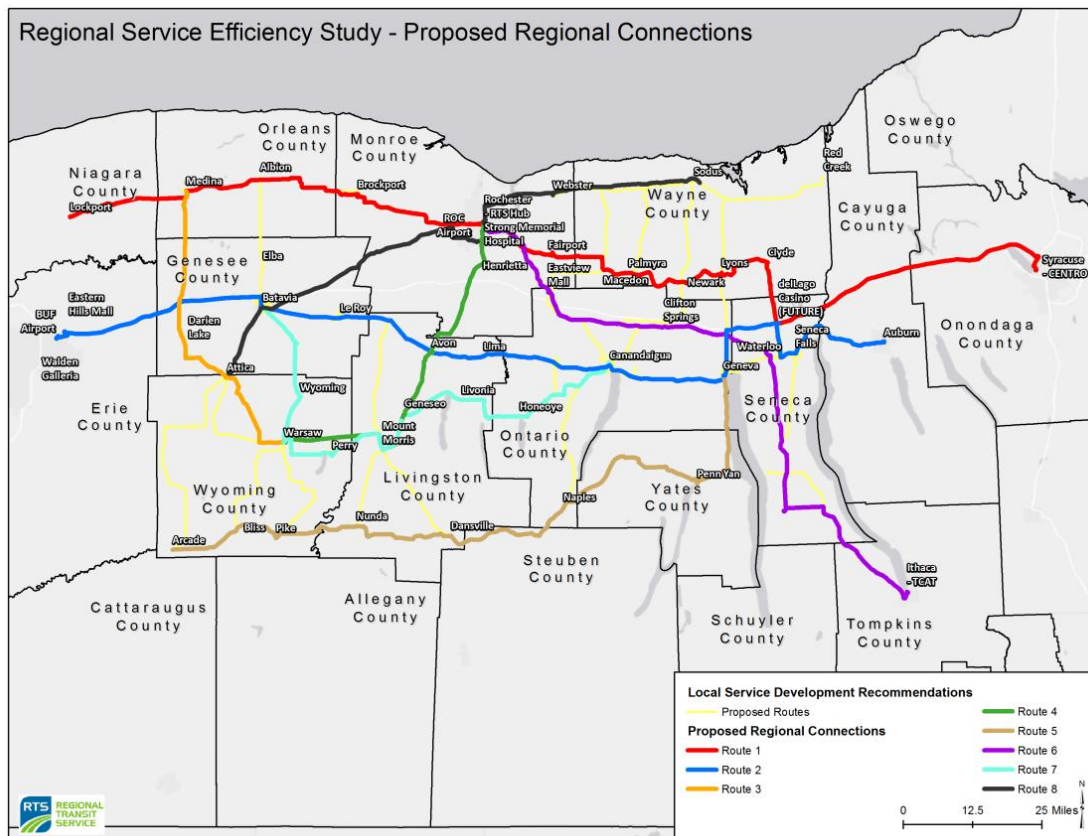 Regional Service Efficiency Study - Proposed Regional Connections
Oswego
County
Orleans
County
Monroe
County
Niagara
County
Medina
Albion
Brockport
Lockport
Red
Creek
Sodus
Webster
Wayne
County
Cayuga
County
Rochester
- RTS Hub
Strong Memorial
Hospital
ROC
Airport
Fairport
Eastview
Mall
Henrietta
Palmyra
Macedon
Newark
Lyons
Clyde
Syracuse
- CENTRO
Genesee
County
Elba
Batavia
Le Roy
Clifton
Springs
delLago
Casino
(FUTURE)
Onondaga
County
Eastern
Hills Mall
BUF
Airport
Walden
Galleria
Darien
Lake
Attica
Avon
Lima
Canandaigua
Waterloo
Geneva
Seneca
Falls
Auburn
Erie
County
Wyoming
Livonia
Geneseo
Honeoye
Seneca
County
Warsaw
Perry
Mount
Morris
Ontario
County
Livingston
County
Wyoming
County
Naples
Penn Yan
Yates
County
Arcade
Bliss
Pike
Nunda
Dansville
Steuben
County
Ithaca
- TCAT
Cattaraugus
County
Allegany
County
Schuyler
County
Tompkins
County
Local Service Development Recommendations
Proposed Routes
Proposed Regional Connections
Route 1
Route 2
Route 3
Route 4
Route 5
Route 6
Route 7
Route 8
N
0 12.5 25 Miles
RTS REGIONAL
TRANSIT
SERVICE